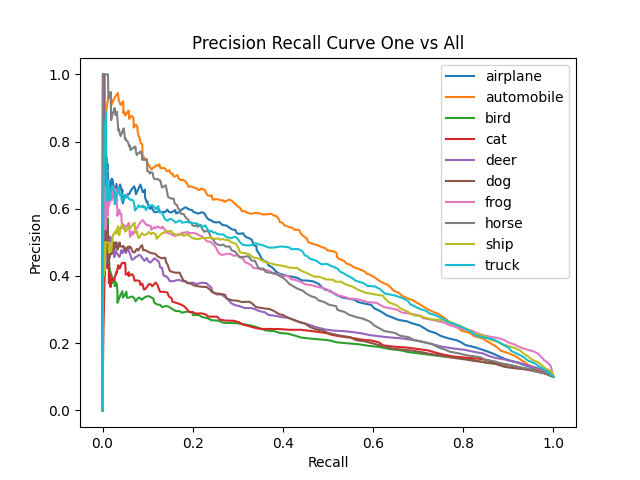 Precision Recall Curve One vs All
1.0
0.8
0.6
0.4
0.2
0.0
Precision
0.0 0.2 0.4 0.6 0.8 1.0
Recall
airplane
automobile
bird
cat
deer
dog
frog
horse
ship
truck